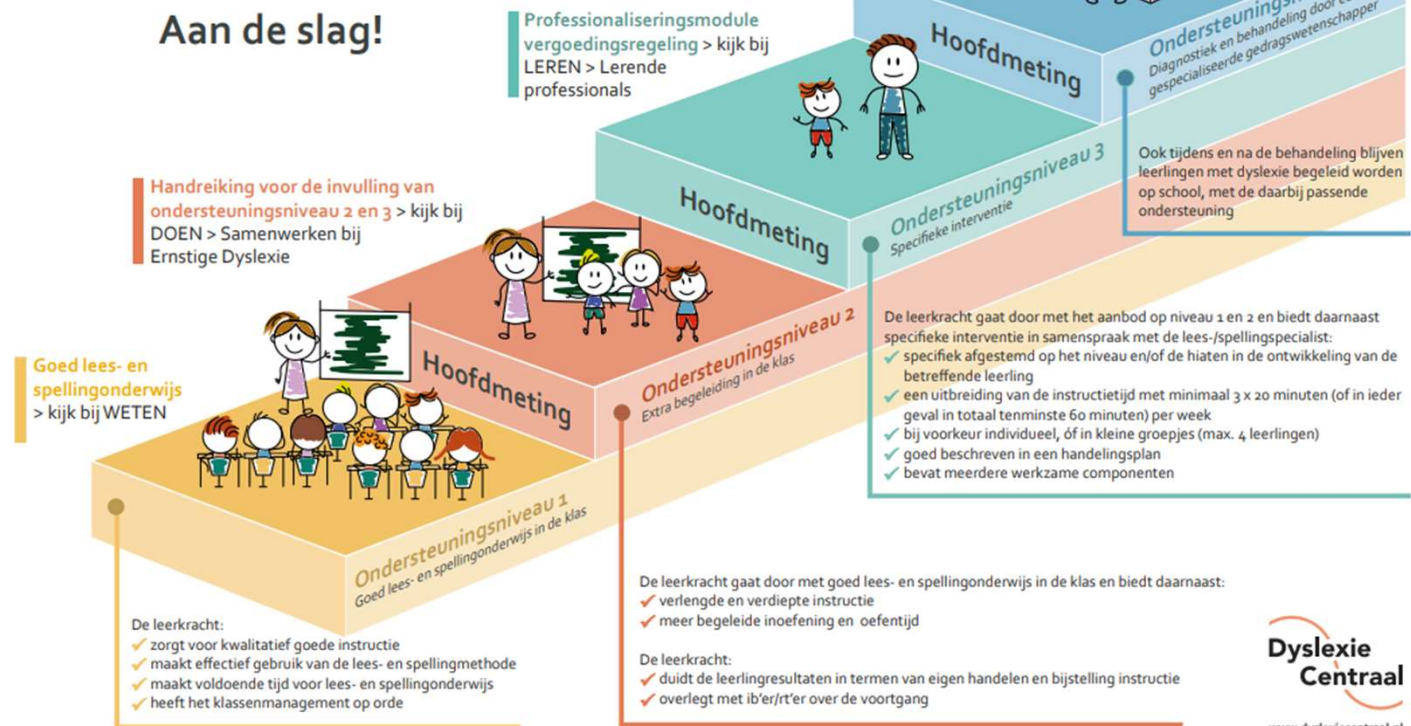 Aan de slag!
Professionaliseringsmodule
vergoedingsregeling > kijk bij
LEREN > Lerende
professionals
Hoofdmeting
Diagnostiek en behandeling door
gespecialiseerde gedragswetenschapper
Ook tijdens en na de behandeling blijven
leerlingen met dyslexie begeleid worden
op school, met de daarbij passende
ondersteuning
Handreiking voor de invulling van
ondersteuningsniveau 2 en 3 > kijk bij
DOEN > Samenwerken bij
Ernstige Dyslexie
Hoofdmeting
Ondersteuningsniveau 3
Specifieke interventie
De leerkracht gaat door met het aanbod op niveau 1 en 2 en biedt daarnaast
specifieke interventie in samenspraak met de lees-/spellingspecialist:
✓ specifiek afgestemd op het niveau en/of de hiaten in de ontwikkeling van de
betreffende leerling
✓ een uitbreiding van de instructietijd met minimaal 3 x 20 minuten (of in ieder
geval in totaal tenminste 60 minuten) per week
✓ bij voorkeur individueel, óf in kleine groepjes (max. 4 leerlingen)
✓ goed beschreven in een handelingsplan
✓ bevat meerdere werkzame componenten
Goed lees- en
spellingonderwijs
> kijk bij WETEN
Hoofdmeting
Ondersteuningsniveau 2
Extra begeleiding in de klas
De leerkracht gaat door met goed lees- en spellingonderwijs in de klas en biedt daarnaast:
✓ verlengde en verdiepte instructie
✓ meer begeleide inoefening en oefentijd
De leerkracht:
✓ duidt de leerlingresultaten in termen van eigen handelen en bijstelling instructie
✓ overlegt met ib'er/rt'er over de voortgang
Ondersteuningsniveau 1
Goed lees- en spellingonderwijs in de klas
De leerkracht:
✓ zorgt voor kwalitatief goede instructie
✓ maakt effectief gebruik van de lees- en spellingmethode
✓ maakt voldoende tijd voor lees- en spellingonderwijs
✓ heeft het klassenmanagement op orde
Dyslexie
Centraal